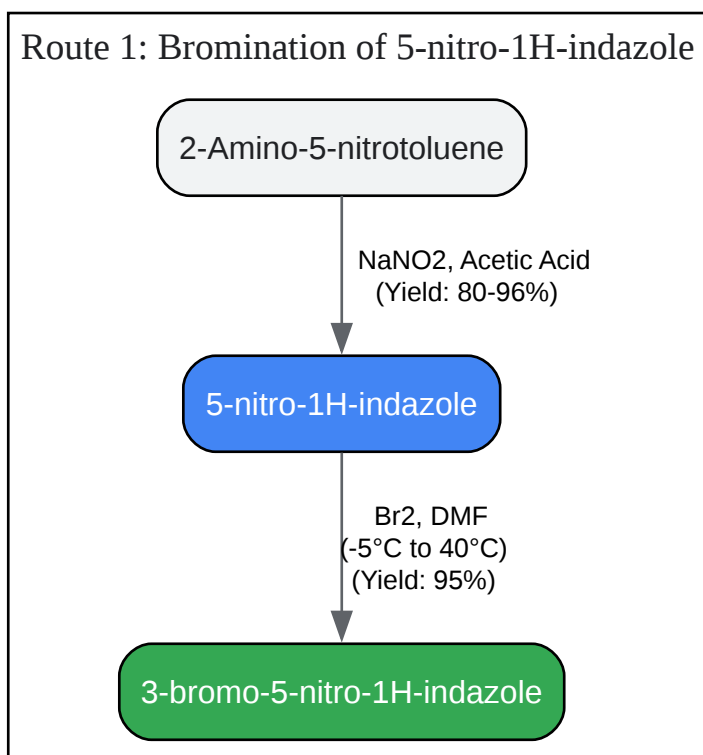 Route 1: Bromination of 5-nitro-1H-indazole
2-Amino-5-nitrotoluene
NaNO2, Acetic Acid
(Yield: 80-96%)
5-nitro-1H-indazole
Br2, DMF
(-5°C to 40°C)
(Yield: 95%)
3-bromo-5-nitro-1H-indazole